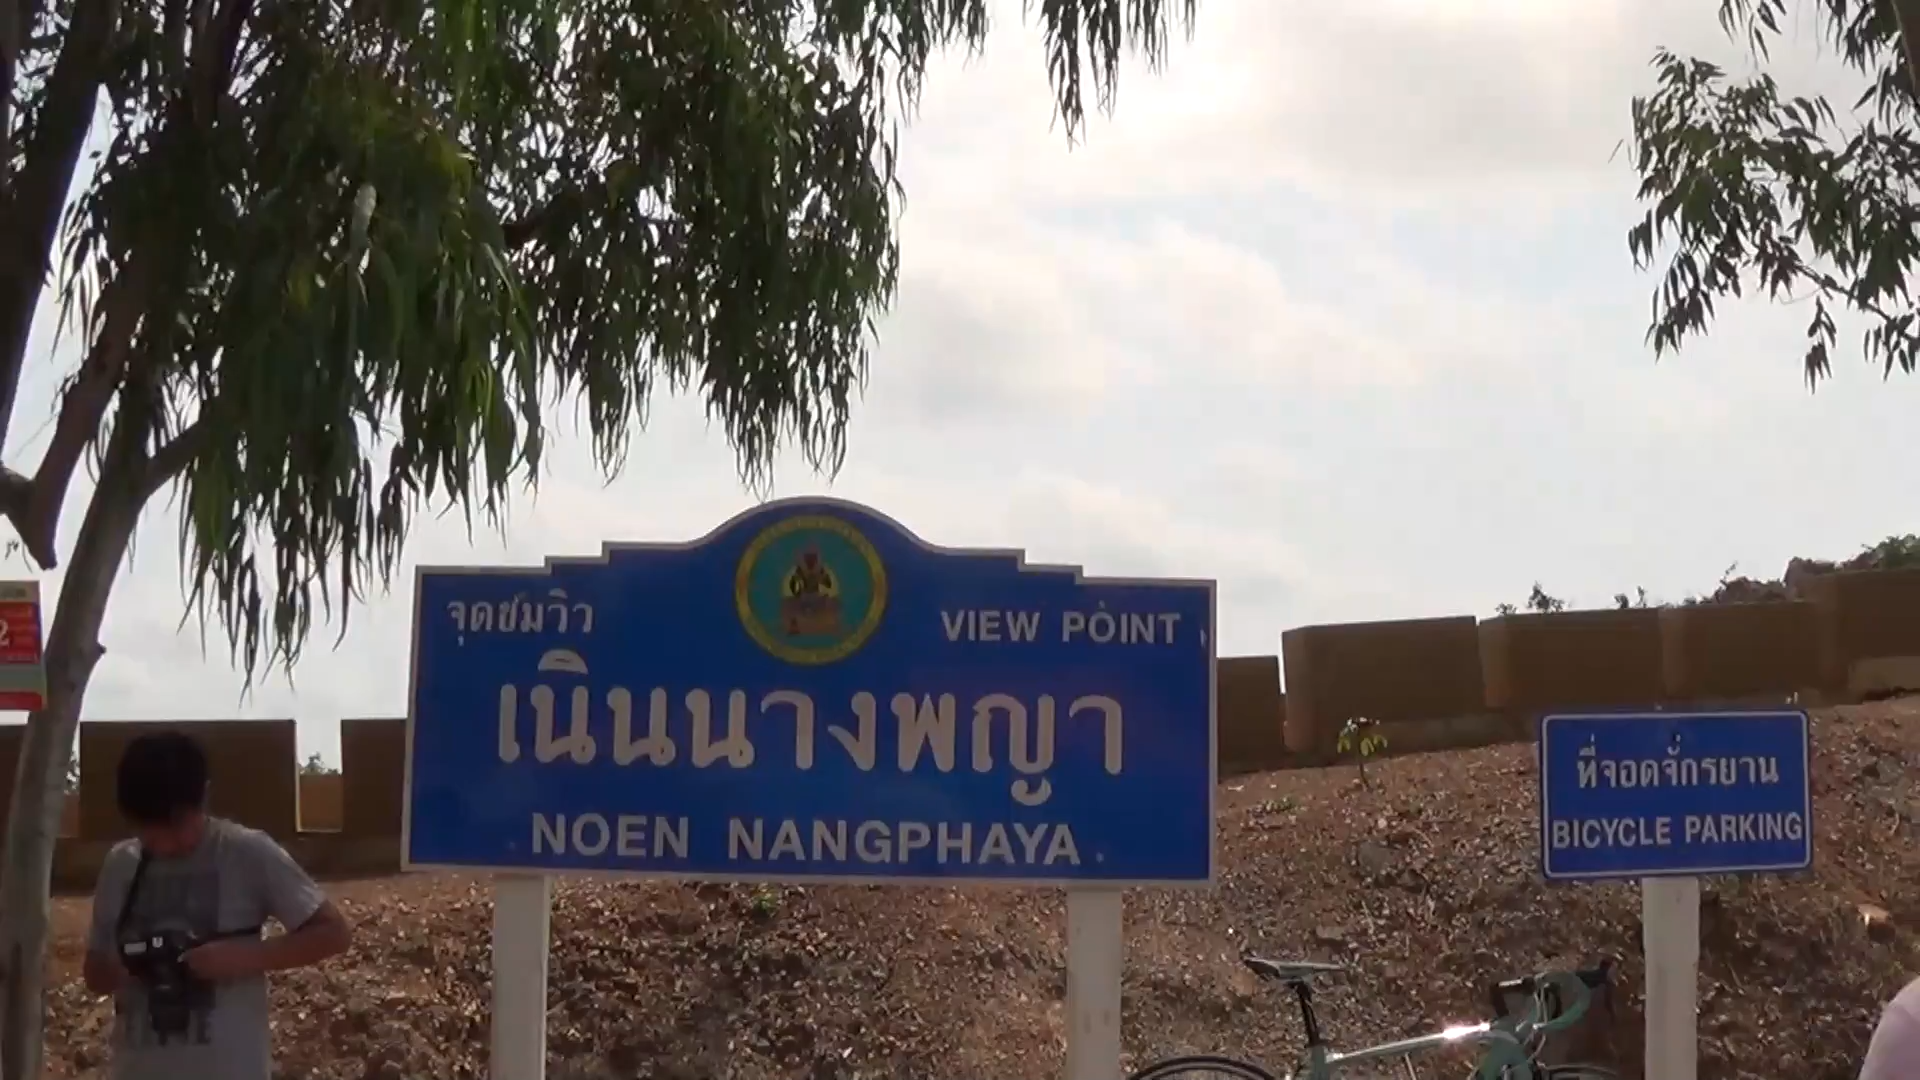 จุดชมวิว
VIEW POINT
เนินนางพญา
NOEN NANGPHAYA
ที่จอดจักรยาน
BICYCLE PARKING
2